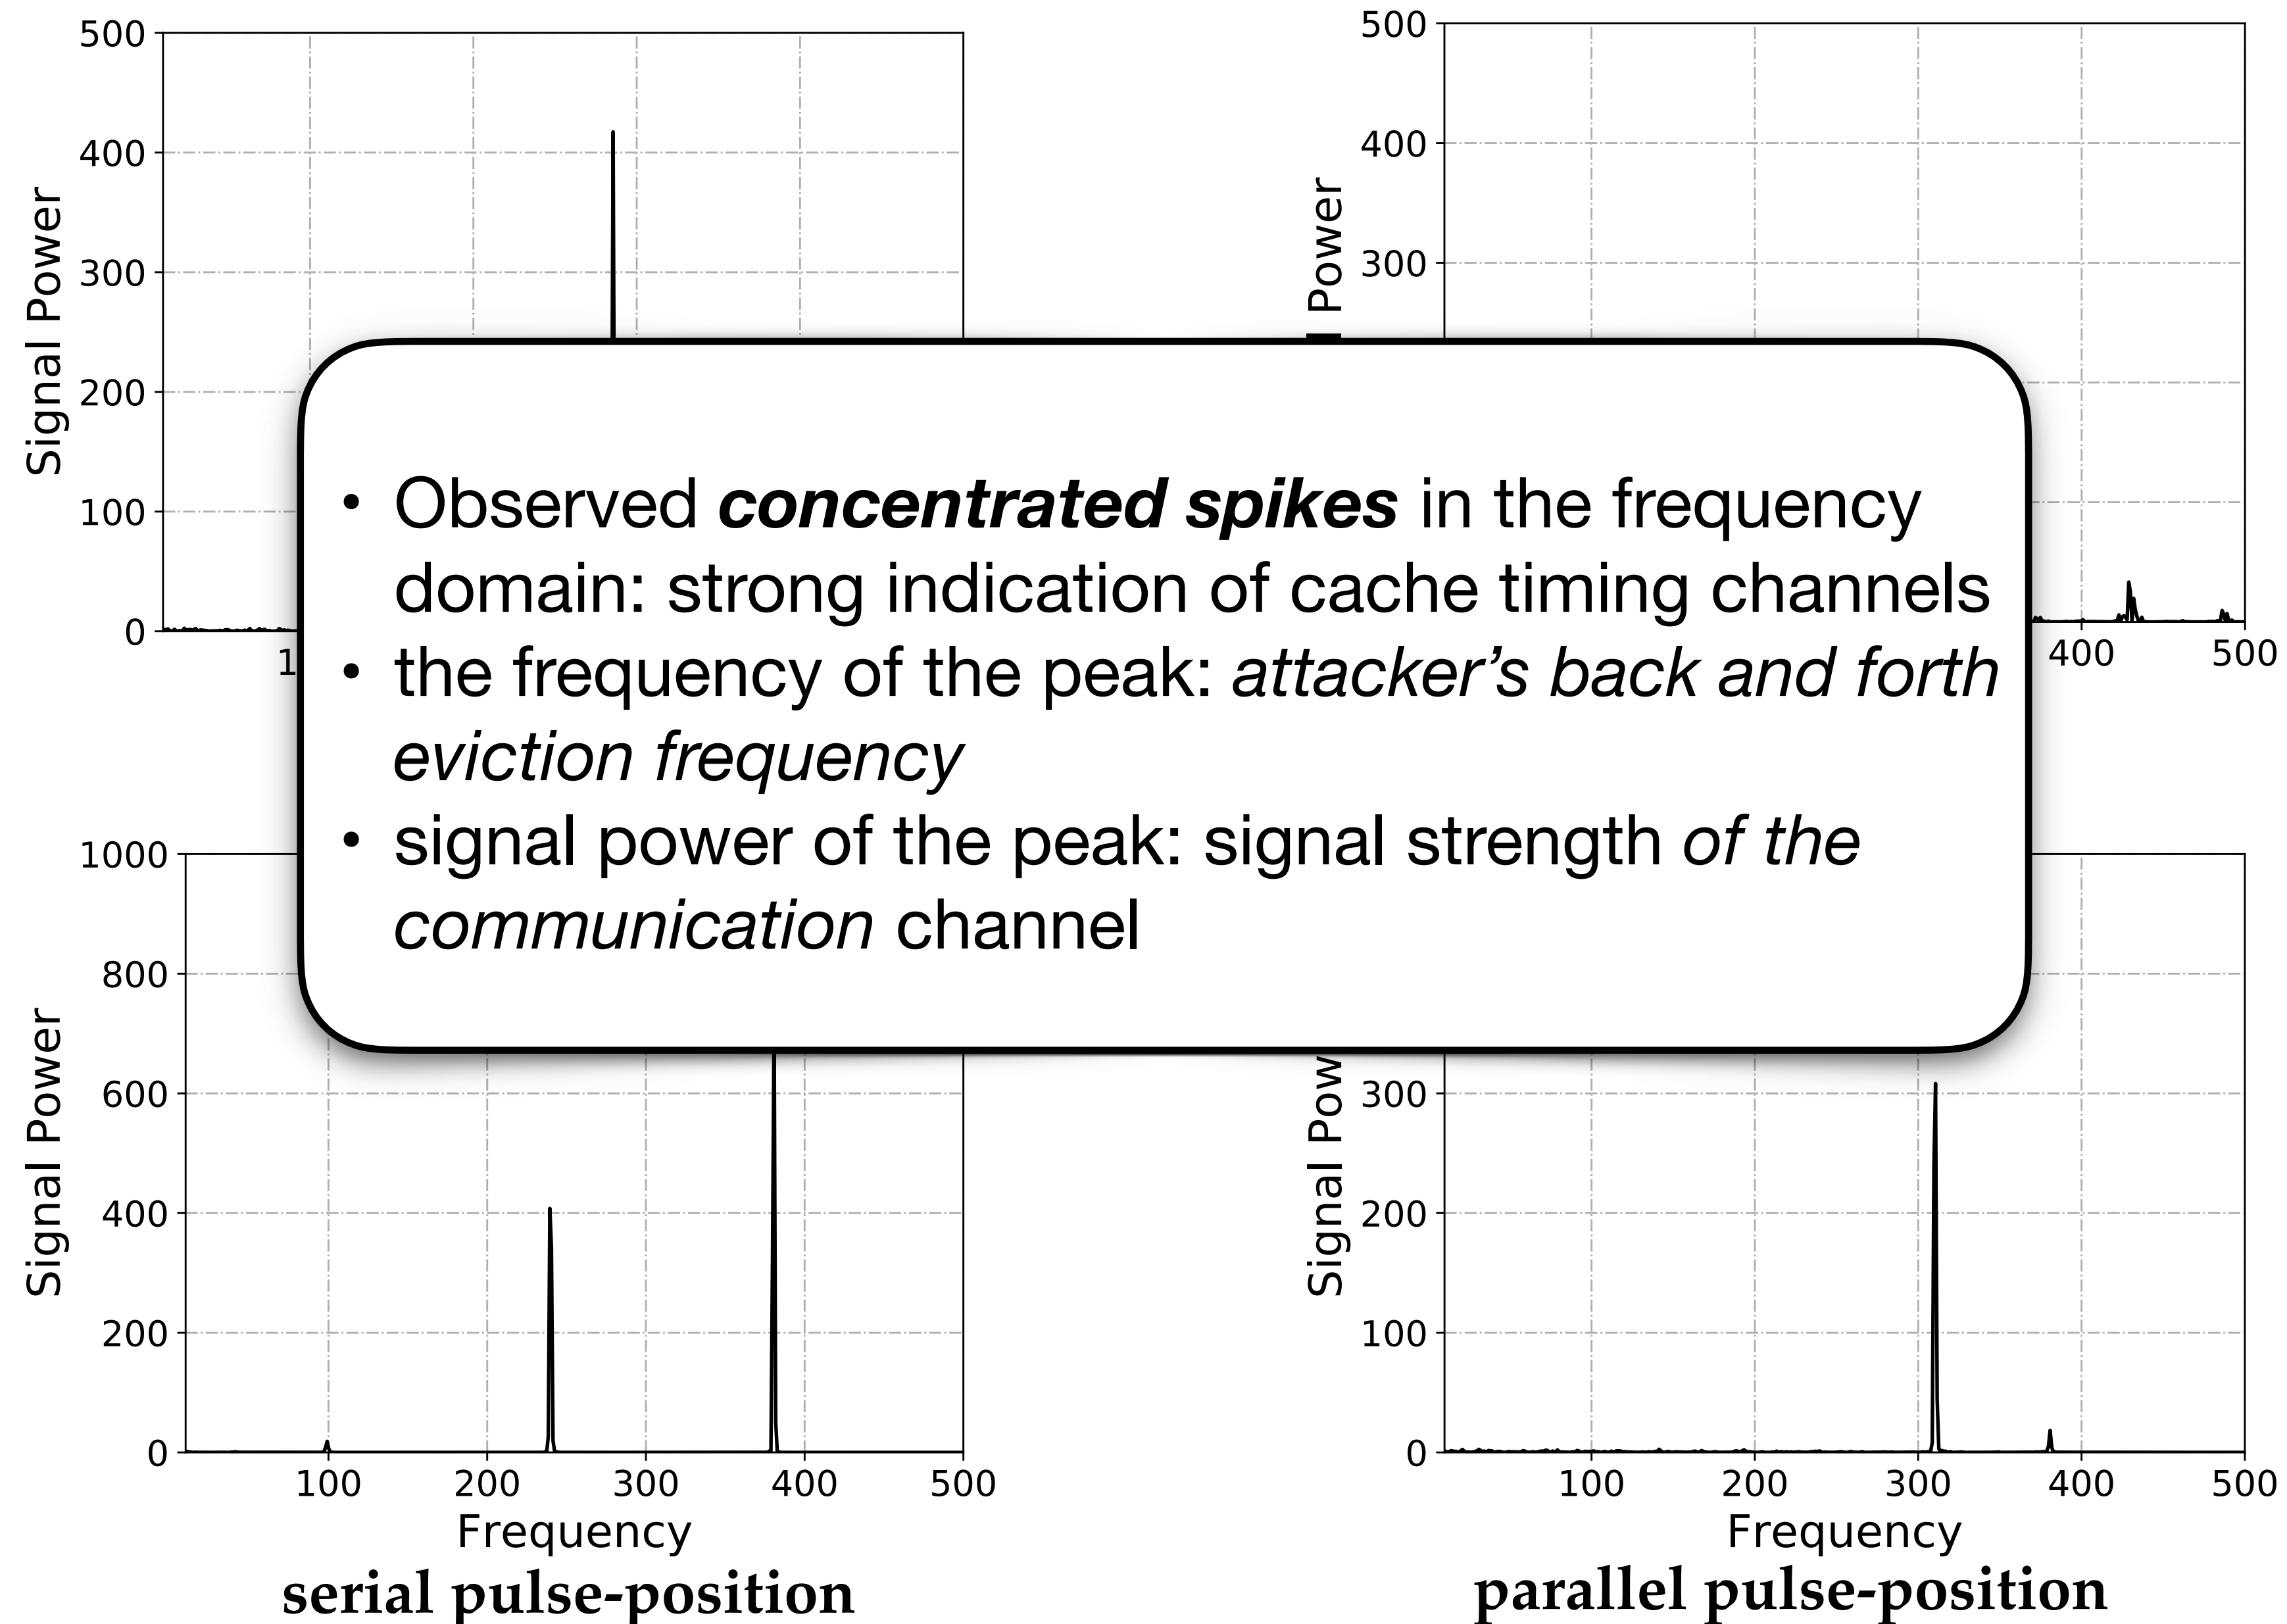 500
400
300
200
100
0
Signal Power
1
500
400
300
Power
400
500
• Observed concentrated spikes in the frequency
domain: strong indication of cache timing channels
• the frequency of the peak: attacker’s back and forth
eviction frequency
• signal power of the peak: signal strength of the
communication channel
1000
800
600
400
200
0
Signal Power
100 200 300 400 500
Frequency
serial pulse-position
300
200
100
0
Signal Pow
100 200 300 400 500
Frequency
parallel pulse-position